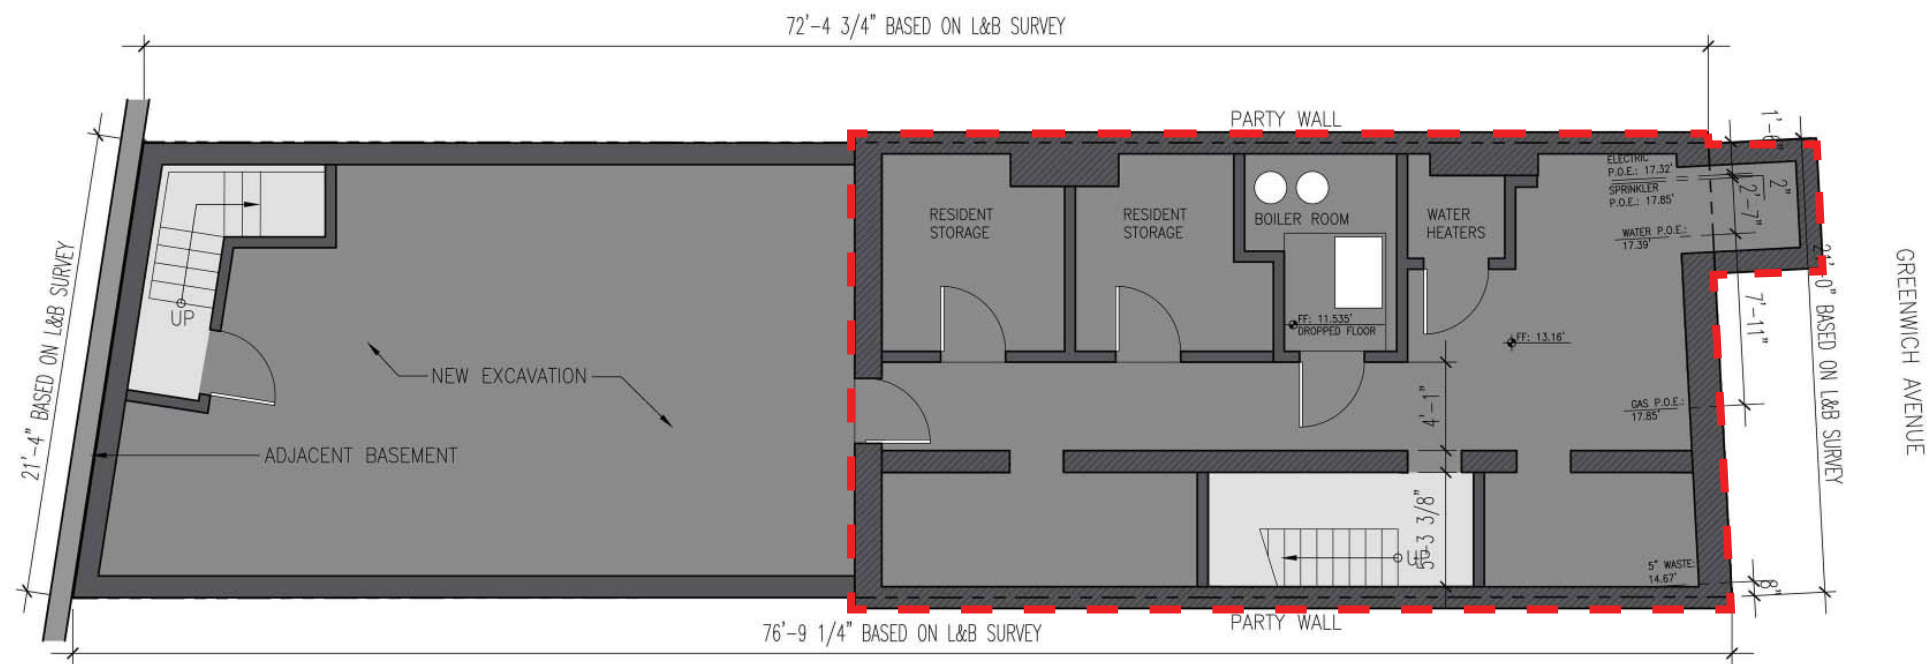 72'-4 3/4" BASED ON L&B SURVEY
PARTY WALL
1'-6"
ELECTRIC
P.O.E.: 17.32'
SPRINKLER
P.O.E.: 17.85'
2"
2'-7"
RESIDENT
STORAGE
RESIDENT
STORAGE
BOILER ROOM
WATER
HEATERS
WATER P.O.E.:
17.39'
21'-0" BASED ON L&B SURVEY
GREENWICH AVENUE
21'-4" BASED ON L&B SURVEY
UP
FF: 11.535'
DROPPED FLOOR
FF: 13.16'
7'-11"
NEW EXCAVATION
4'-1"
GAS P.O.E.:
17.85'
ADJACENT BASEMENT
5'-3 3/8"
UP
5" WASTE:
14.67'
8"
PARTY WALL
76'-9 1/4" BASED ON L&B SURVEY